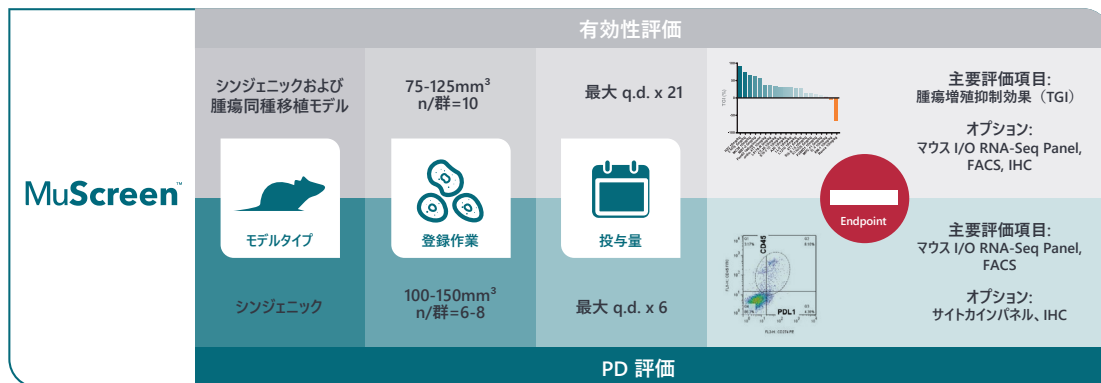 有効性評価
MuScreen™
シンジェニックおよび
腫瘍同種移植モデル
75-125mm³
n/群=10
最大 q.d. x 21
TGI (%)
主要評価項目:
腫瘍増殖抑制効果（TGI）
オプション:
マウス I/O RNA-Seq Panel,
FACS, IHC
モデルタイプ
登録作業
投与量
Endpoint
シンジェニック
100-150mm³
n/群=6-8
最大 q.d. x 6
CD45
PDL1
主要評価項目:
マウス I/O RNA-Seq Panel,
FACS
オプション:
サイトカインパネル、IHC
PD 評価